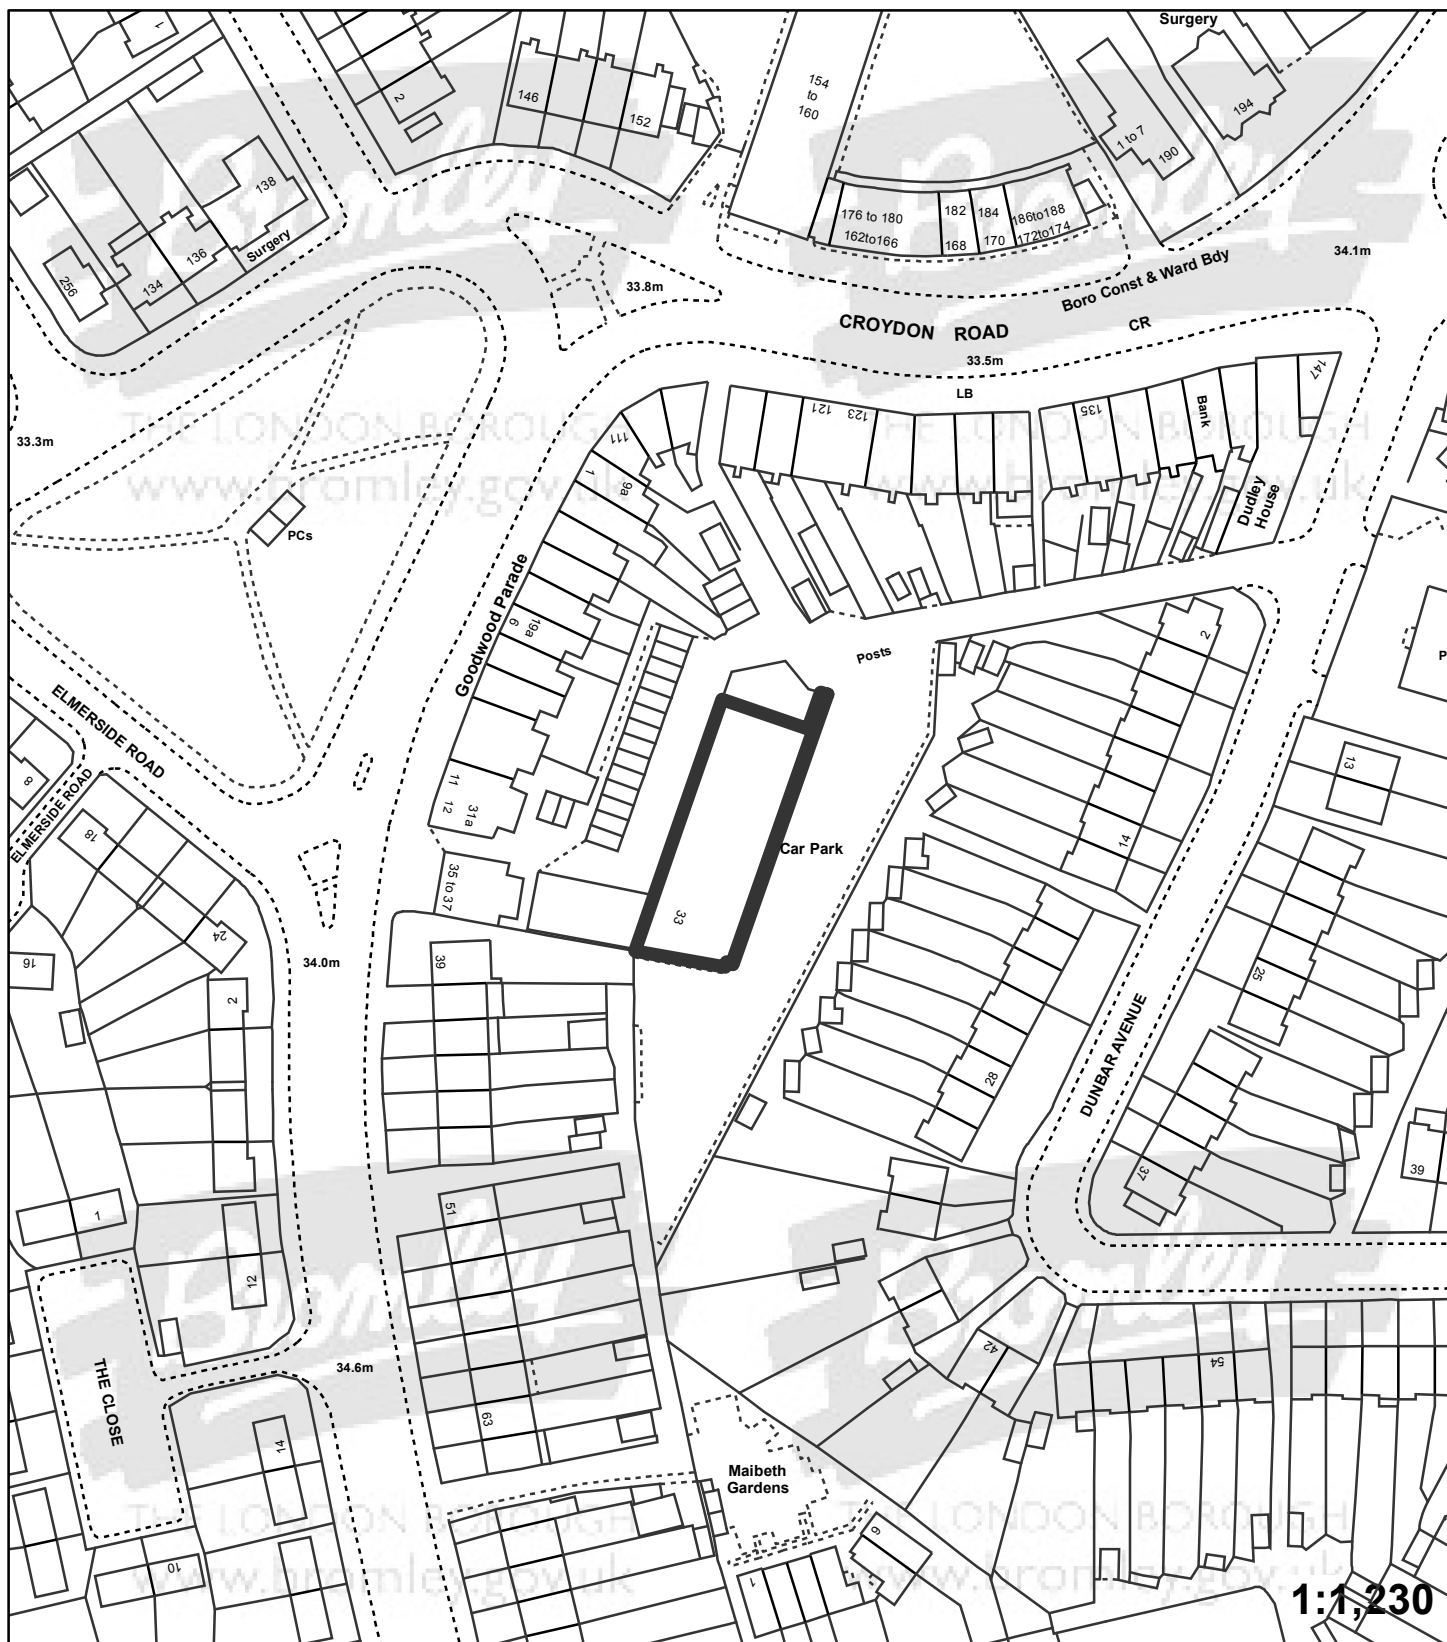 Surgery
1
2
146
152
154
to
160
1 to 7
190
194
138
136
134
256
Surgery
176 to 180
162to166
182
168
184
170
186to188
172to174
34.1m
33.8m
Boro Const & Ward Bdy
CROYDON ROAD
CR
33.5m
LB
33.3m
THE LONDON BOROUGH
www.bromley.gov.uk
THE LONDON BOROUGH
www.bromley.gov.uk
111
121
123
135
Bank
147
1
9a
Dudley
House
PCs
Goodwood Parade
6
19a
Posts
2
P
ELMERSIDE ROAD
ELMERSIDE ROAD
8
18
11
12
31a
13
14
Car Park
35 to 37
33
24
16
34.0m
39
2
25
28
DUNBAR AVENUE
37
39
1
51
12
Bromley
Bromley
34.6m
42
54
THE CLOSE
63
14
Maibeth
Gardens
THE LONDON BOROUGH
www.bromley.gov.uk
THE LONDON BOROUGH
www.bromley.gov.uk
10
1
6
1:1,230
Bromley
Bromley